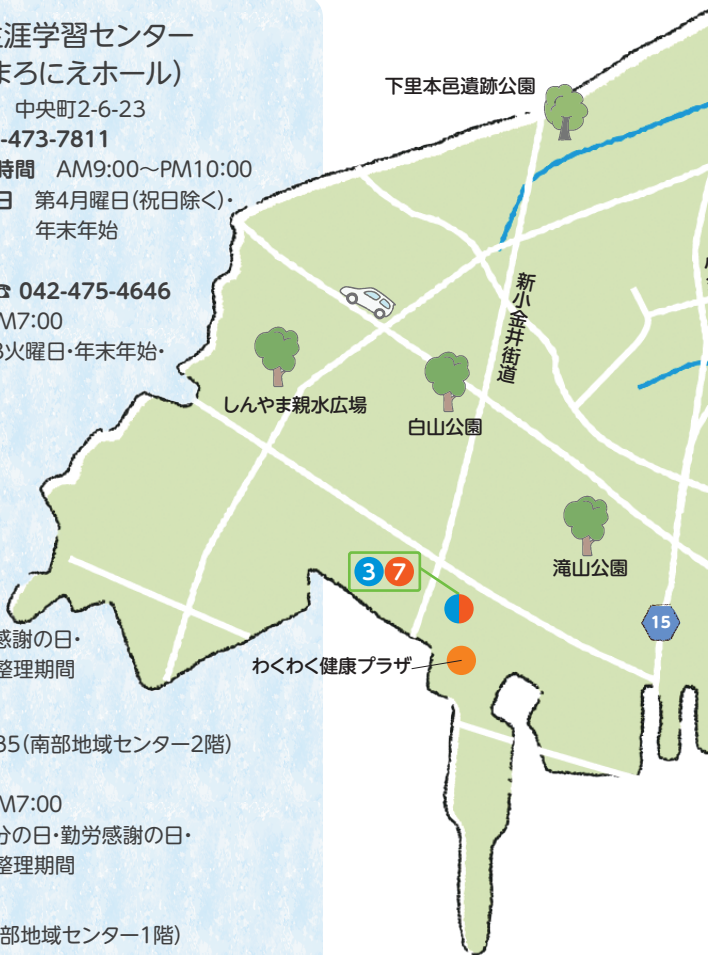 生涯学習センター
まろにえホール)
中央町2-6-23
-473-7811
時間　AM9:00〜PM10:00
日　第4月曜日(祝日除く)・
年末年始
☎ 042-475-4646
M7:00
3火曜日・年末年始・
感謝の日・
整理期間
35(南部地域センター2階)
M7:00
分の日・勤労感謝の日・
整理期間
部地域センター1階)
下里本邑遺跡公園
新小金井街道
しんやま親水広場
白山公園
滝山公園
3 7
15
わくわく健康プラザ